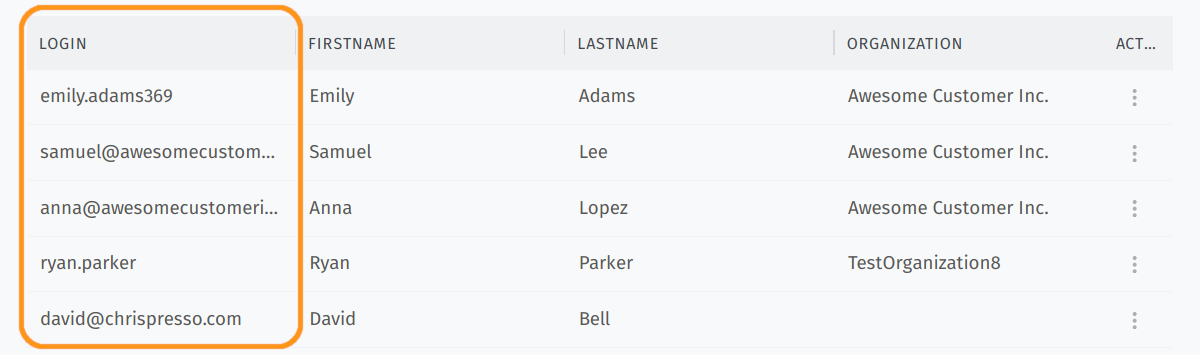 LOGIN FIRSTNAME LASTNAME ORGANIZATION ACT...
emily.adams369 Emily Adams Awesome Customer Inc.
samuel@awesomecustom... Samuel Lee Awesome Customer Inc.
anna@awesomecustomeri... Anna Lopez Awesome Customer Inc.
ryan.parker Ryan Parker TestOrganization8
david@chrispresso.com David Bell